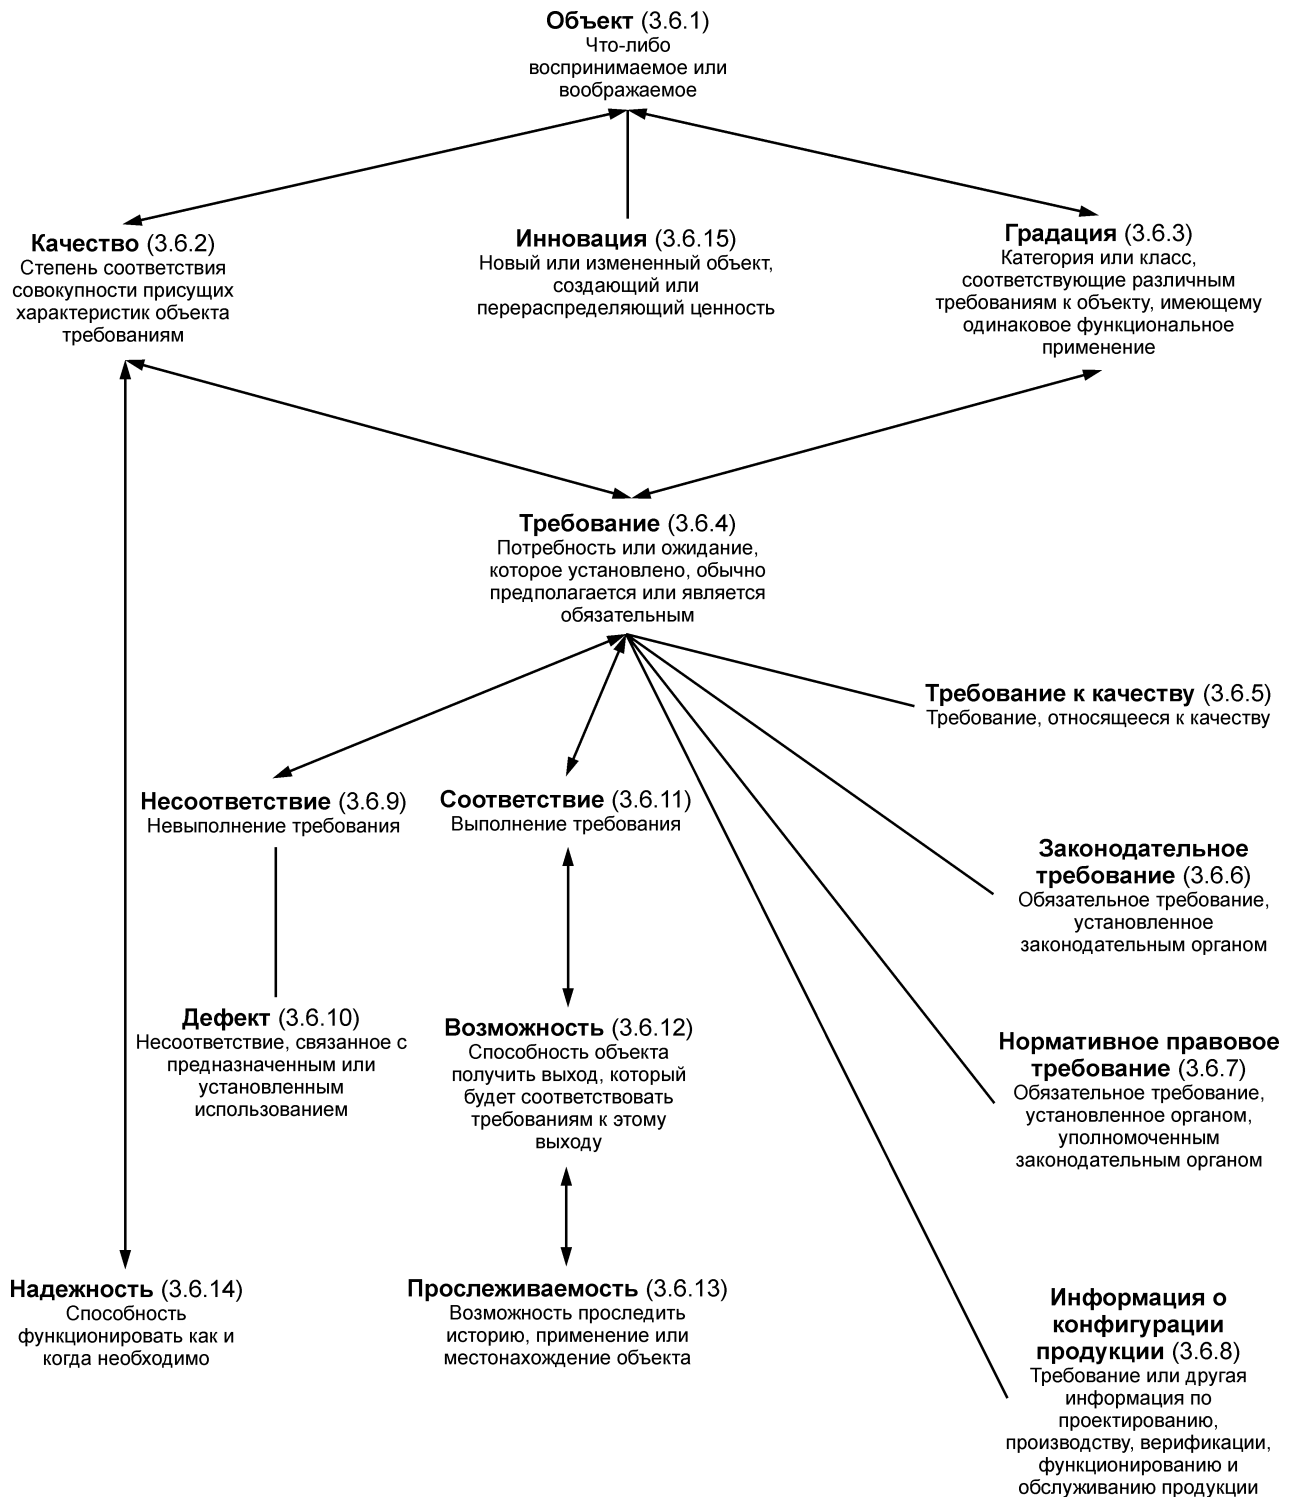 Объект (3.6.1)
Что-либо
воспринимаемое или
воображаемое
Качество (3.6.2)
Степень соответствия
совокупности присущих
характеристик объекта
требованиям
Инновация (3.6.15)
Новый или измененный объект,
создающий или
перераспределяющий ценность
Градация (3.6.3)
Категория или класс,
соответствующие различным
требованиям к объекту, имеющему
одинаковое функциональное
применение
Требование (3.6.4)
Потребность или ожидание,
которое установлено, обычно
предполагается или является
обязательным
Требование к качеству (3.6.5)
Требование, относящееся к качеству
Несоответствие (3.6.9)
Невыполнение требования
Соответствие (3.6.11)
Выполнение требования
Законодательное
требование (3.6.6)
Обязательное требование,
установленное
законодательным органом
Дефект (3.6.10)
Несоответствие, связанное с
предназначенным или
установленным
использованием
Возможность (3.6.12)
Способность объекта
получить выход, который
будет соответствовать
требованиям к этому
выходу
Нормативное правовое
требование (3.6.7)
Обязательное требование,
установленное органом,
уполномоченным
законодательным органом
Надежность (3.6.14)
Способность
функционировать как и
когда необходимо
Прослеживаемость (3.6.13)
Возможность проследить
историю, применение или
местонахождение объекта
Информация о
конфигурации
продукции (3.6.8)
Требование или другая
информация по
проектированию,
производству, верификации,
функционированию и
обслуживанию продукции